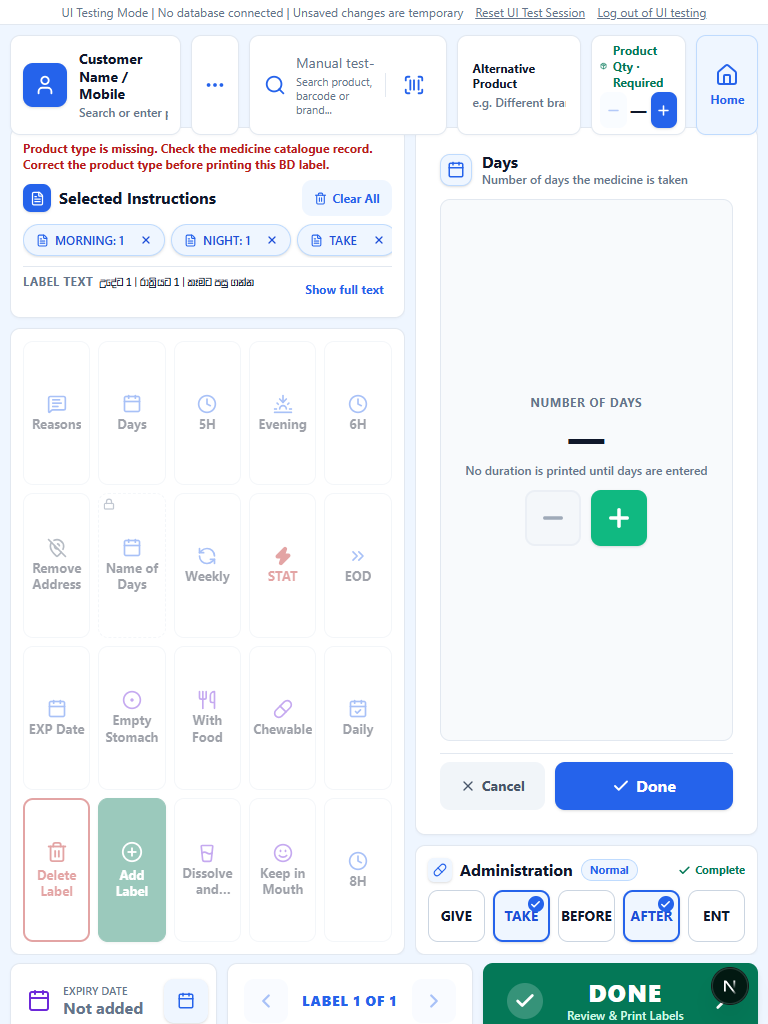 UI Testing Mode | No database connected | Unsaved changes are temporary Reset UI Test Session Log out of UI testing
Customer
Name /
Mobile
Search or enter p
Manual test-
Search product,
barcode or
brand...
Alternative
Product
e.g. Different bra
Product
Qty ·
Required
—
Home
Product type is missing. Check the medicine catalogue record.
Correct the product type before printing this BD label.
Selected Instructions
Clear All
MORNING: 1
NIGHT: 1
TAKE
LABEL TEXT උදේට 1 | රාත්‍රියට 1 | කෑමට පසු ගන්න
Show full text
Reasons
Days
5H
Evening
6H
Remove
Address
Name of
Days
Weekly
STAT
EOD
EXP Date
Empty
Stomach
With
Food
Chewable
Daily
Delete
Label
Add
Label
Dissolve
and...
Keep in
Mouth
8H
Days
Number of days the medicine is taken
NUMBER OF DAYS
—
No duration is printed until days are entered
Cancel
Done
Administration
Normal
Complete
GIVE
TAKE
BEFORE
AFTER
ENT
EXPIRY DATE
Not added
LABEL 1 OF 1
DONE
Review & Print Labels
N